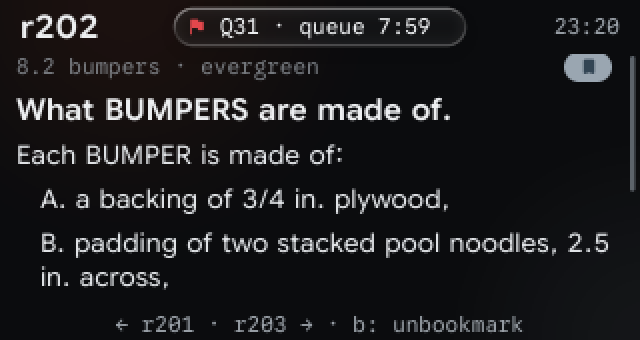 r202
Q31 · queue 7:59
23:20
8.2 bumpers · evergreen
What BUMPERS are made of.
Each BUMPER is made of:
A. a backing of 3/4 in. plywood,
B. padding of two stacked pool noodles, 2.5
in. across,
← r201 · r203 → · b: unbookmark